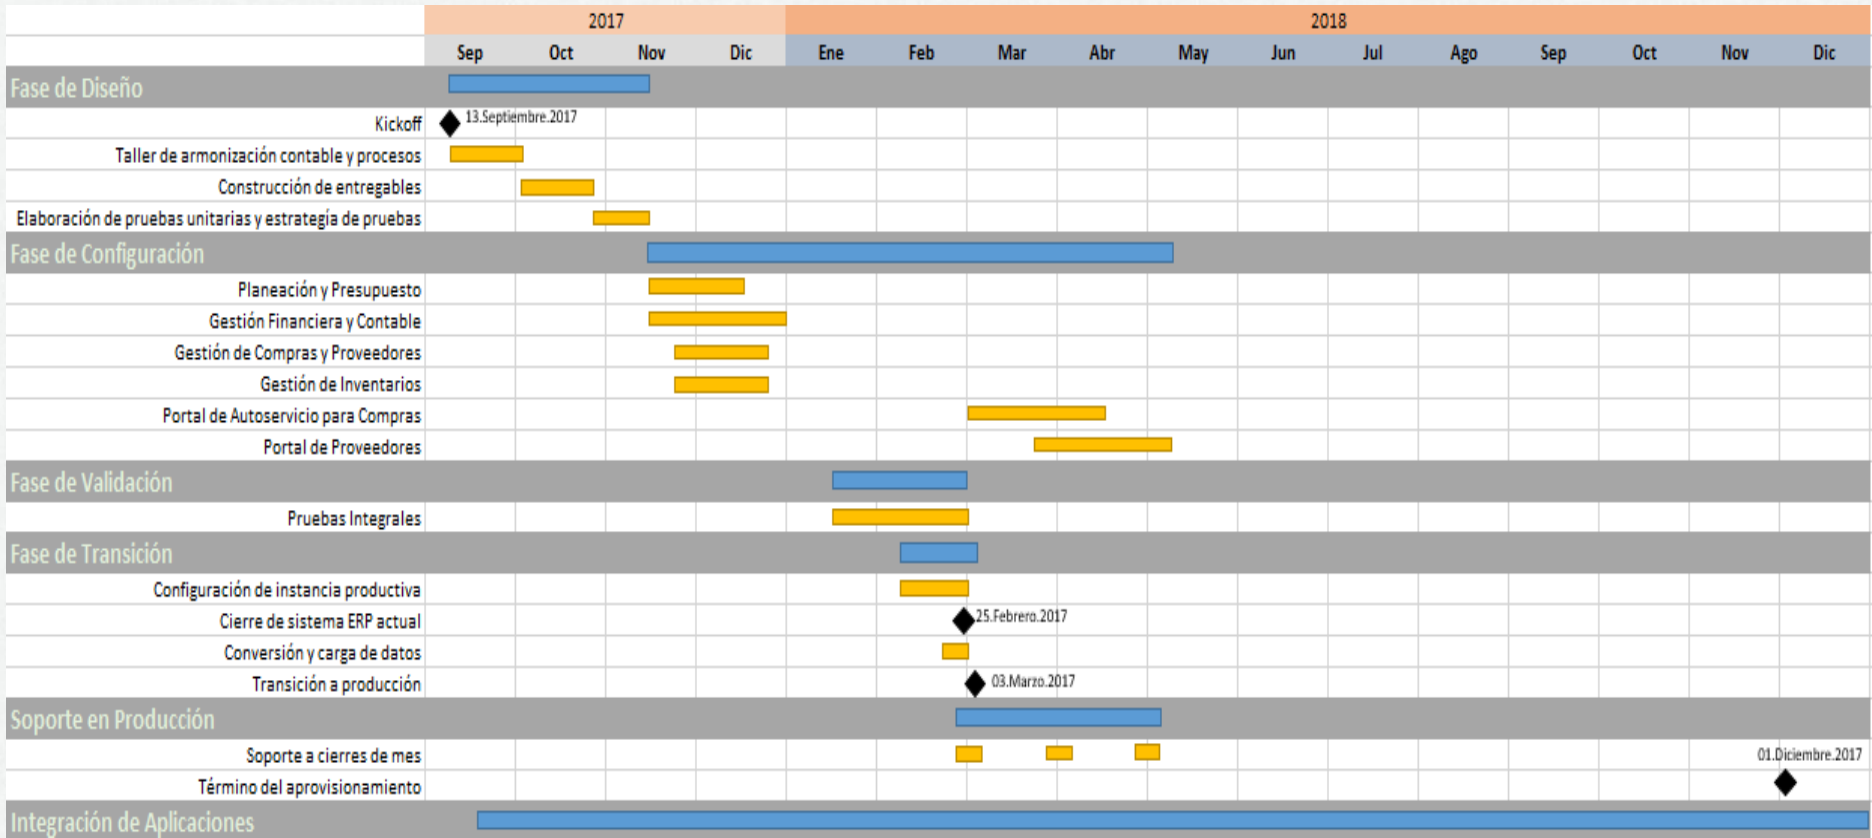 2017 2018
Sep Oct Nov Dic Ene Feb Mar Abr May Jun Jul Ago Sep Oct Nov Dic
Fase de Diseño
Kickoff 13.Septiembre.2017
Taller de armonización contable y procesos
Construcción de entregables
Elaboración de pruebas unitarias y estrategía de pruebas
Fase de Configuración
Planeación y Presupuesto
Gestión Financiera y Contable
Gestión de Compras y Proveedores
Gestión de Inventarios
Portal de Autoservicio para Compras
Portal de Proveedores
Fase de Validación
Pruebas Integrales
Fase de Transición
Configuración de instancia productiva
Cierre de sistema ERP actual 25.Febrero.2017
Conversión y carga de datos
Transición a producción 03.Marzo.2017
Soporte en Producción
Soporte a cierres de mes 01.Diciembre.2017
Término del aprovisionamiento
Integración de Aplicaciones